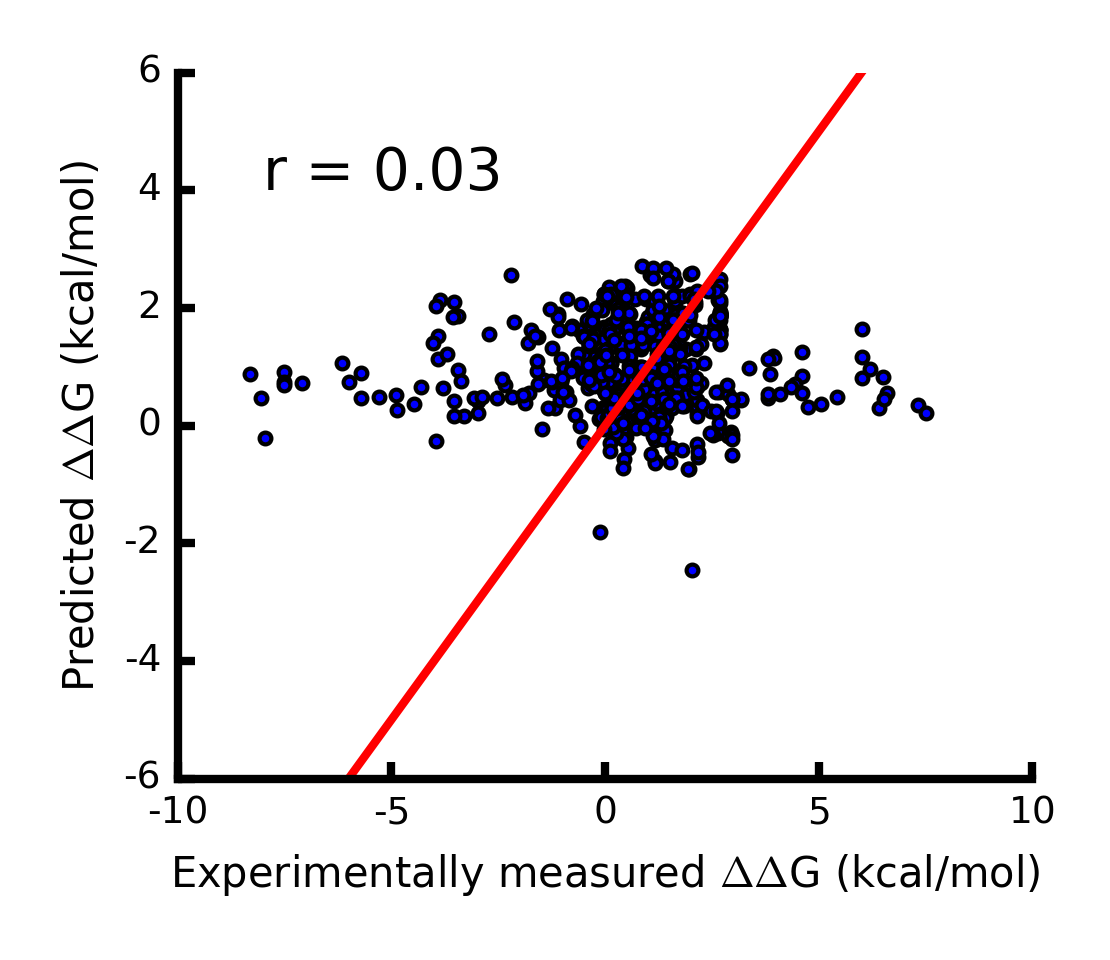 6
4
2
0
-2
-4
-6
r = 0.03
Predicted ΔΔG (kcal/mol)
-10 -5 0 5 10
Experimentally measured ΔΔG (kcal/mol)